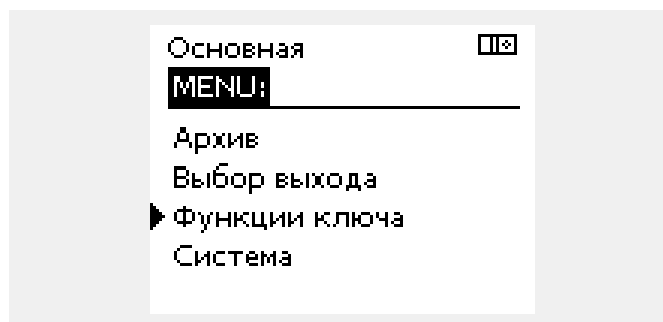 Основная
MENU:
Архив
Выбор выхода
Функции ключа
Система